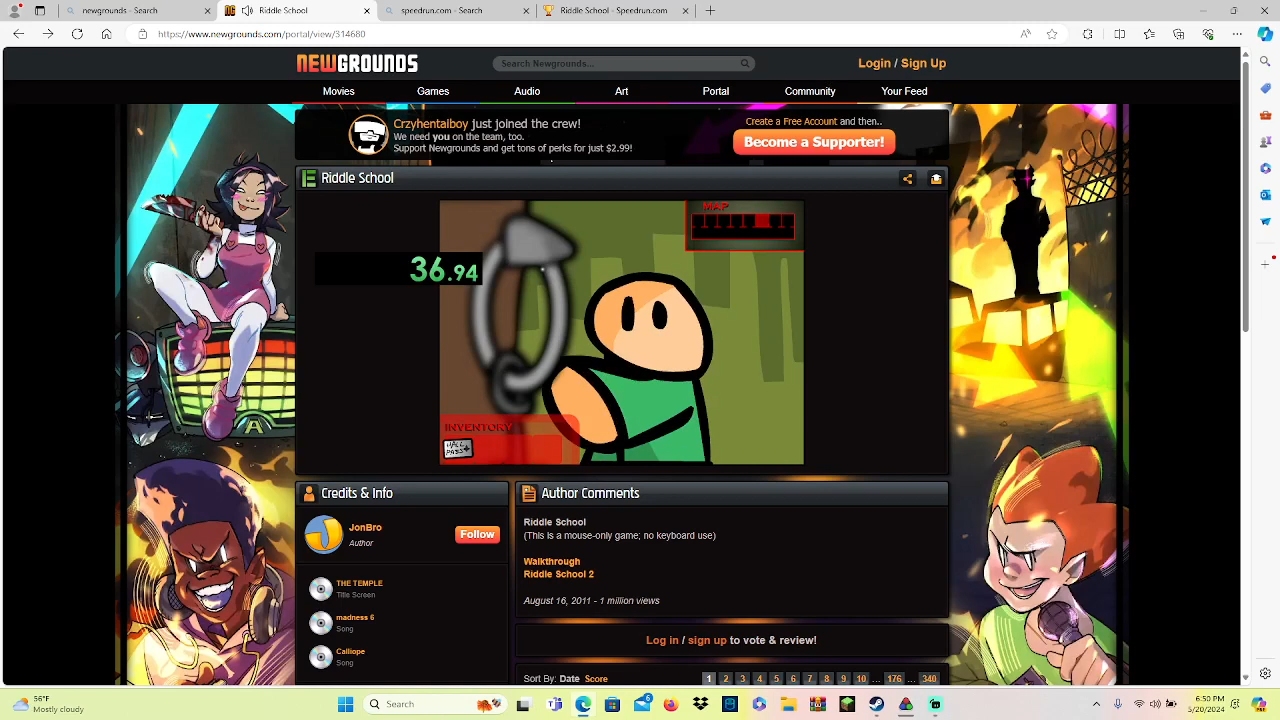 newgrounds - Search
Riddle School
speedrun.com - Search
Riddle School - speedrun.com
https://www.newgrounds.com/portal/view/314680
NEWGROUNDS
Search Newgrounds...
Login / Sign Up
Movies
Games
Audio
Art
Portal
Community
Your Feed
Crzyhentaiboy just joined the crew!
We need you on the team, too.
Support Newgrounds and get tons of perks for just $2.99!
Create a Free Account and then..
Become a Supporter!
E
Riddle School
MAP
36.94
INVENTORY
HALL
PASS
Credits & Info
JonBro
Author
Follow
THE TEMPLE
Title Screen
madness 6
Song
Calliope
Song
Author Comments
Riddle School
(This is a mouse-only game; no keyboard use)
Walkthrough
Riddle School 2
August 16, 2011 - 1 million views
Log in / sign up to vote & review!
Sort By: Date Score
1 2 3 4 5 6 7 8 9 10 ... 176 ... 340
A
56°F
Mostly cloudy
Search
6
6:50 PM
5/20/2024